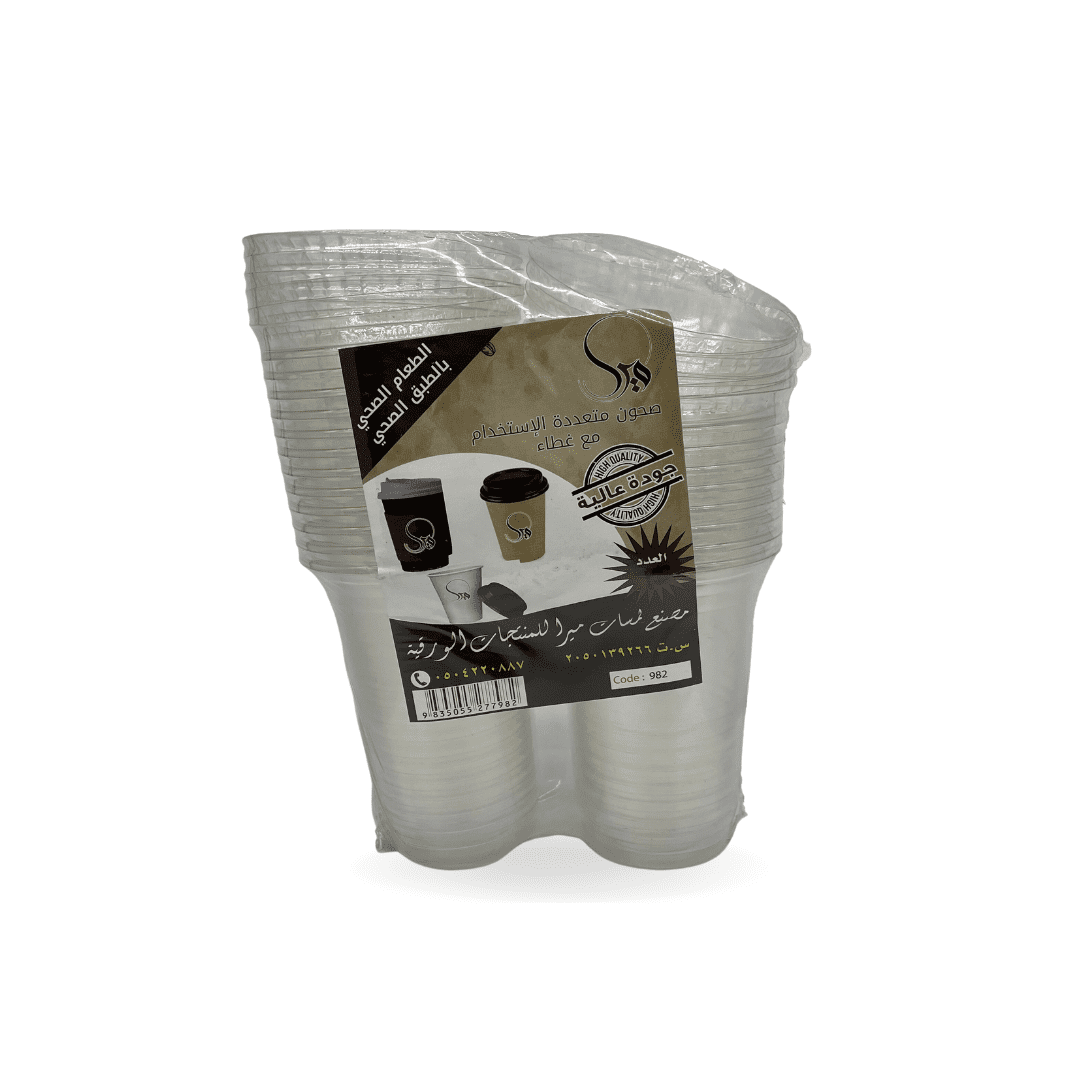 الطعام الصحي
بالطبق الصحي
ميرا
صحون متعددة الإستخدام
مع غطاء
HIGH QUALITY
جودة عالية
HIGH QUALITY
العدد
مصنع لمسات ميرا للمنتجات الورقية
س.ت ٢٠٥٠١٣٩٢٦٦
٠٥٠٤٢٢٠٨٨٧
Code : 982
9 835055 277982